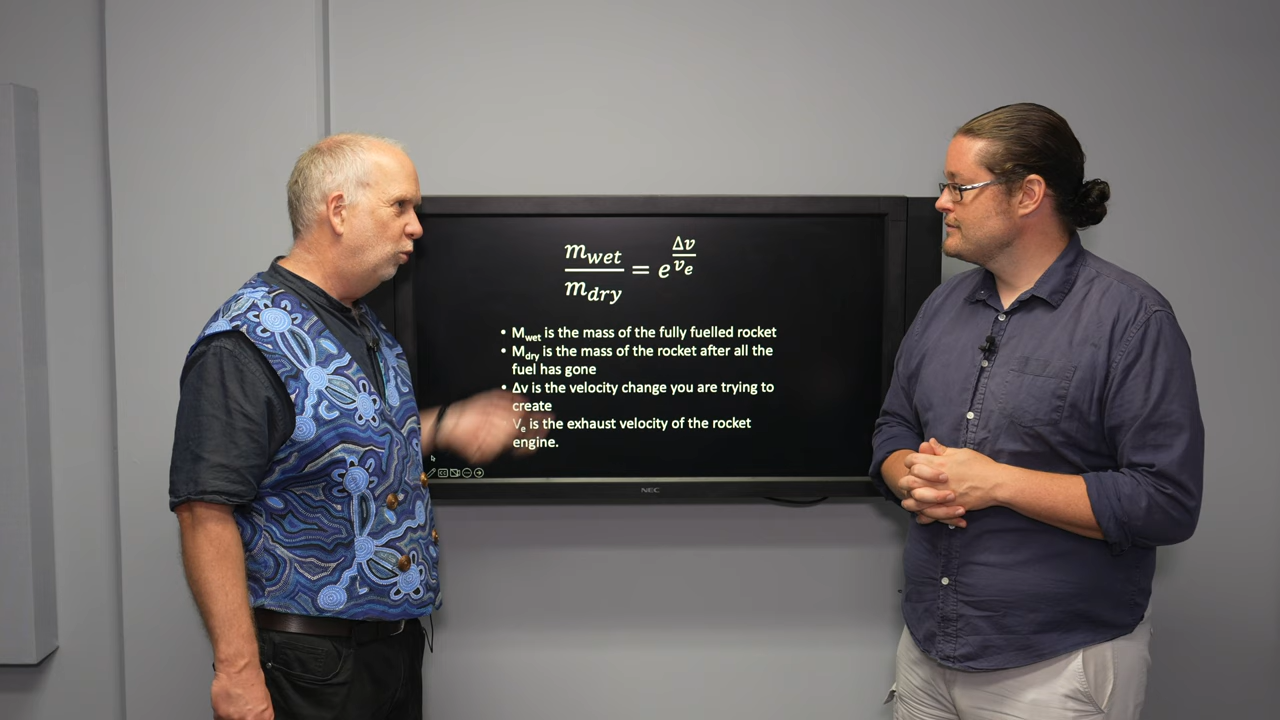 m_wet / m_dry = e^(Δv / v_e)
• M_wet is the mass of the fully fuelled rocket
• M_dry is the mass of the rocket after all the
fuel has gone
• Δv is the velocity change you are trying to
create
V_e is the exhaust velocity of the rocket
engine.
NEC